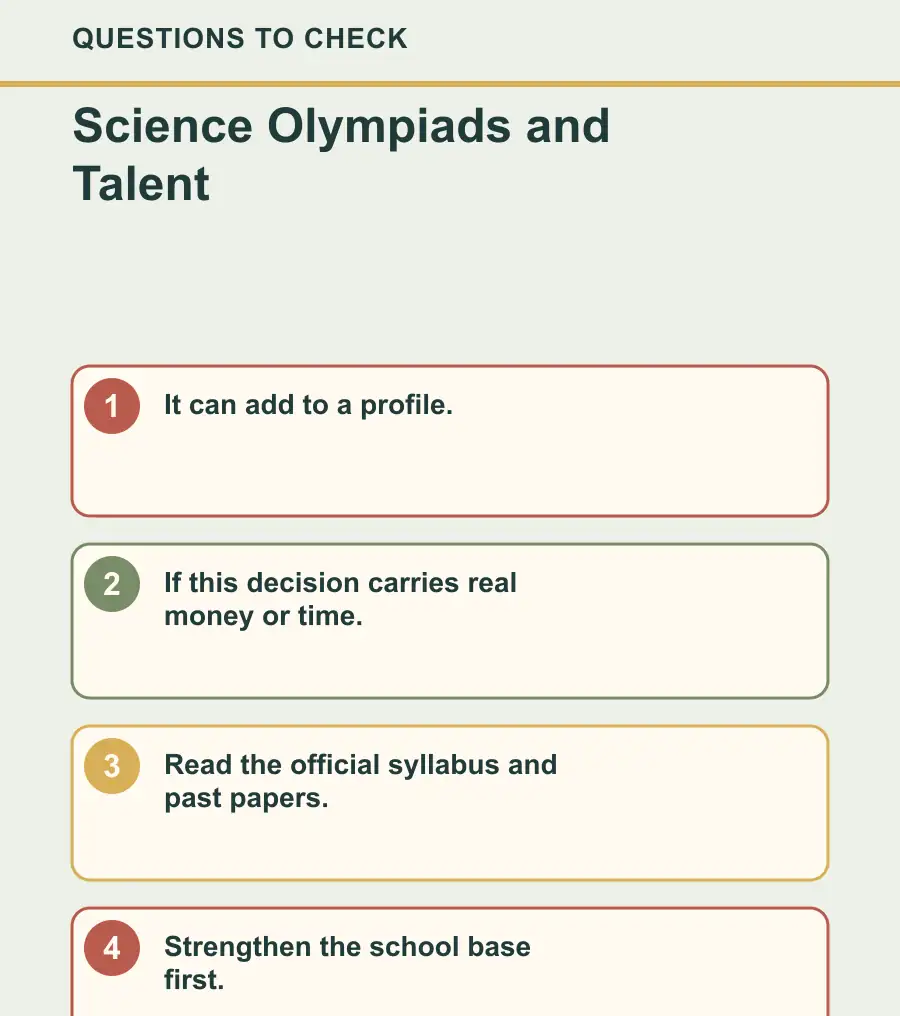 QUESTIONS TO CHECK
Science Olympiads and
Talent
1
It can add to a profile.
2
If this decision carries real
money or time.
3
Read the official syllabus and
past papers.
4
Strengthen the school base
first.